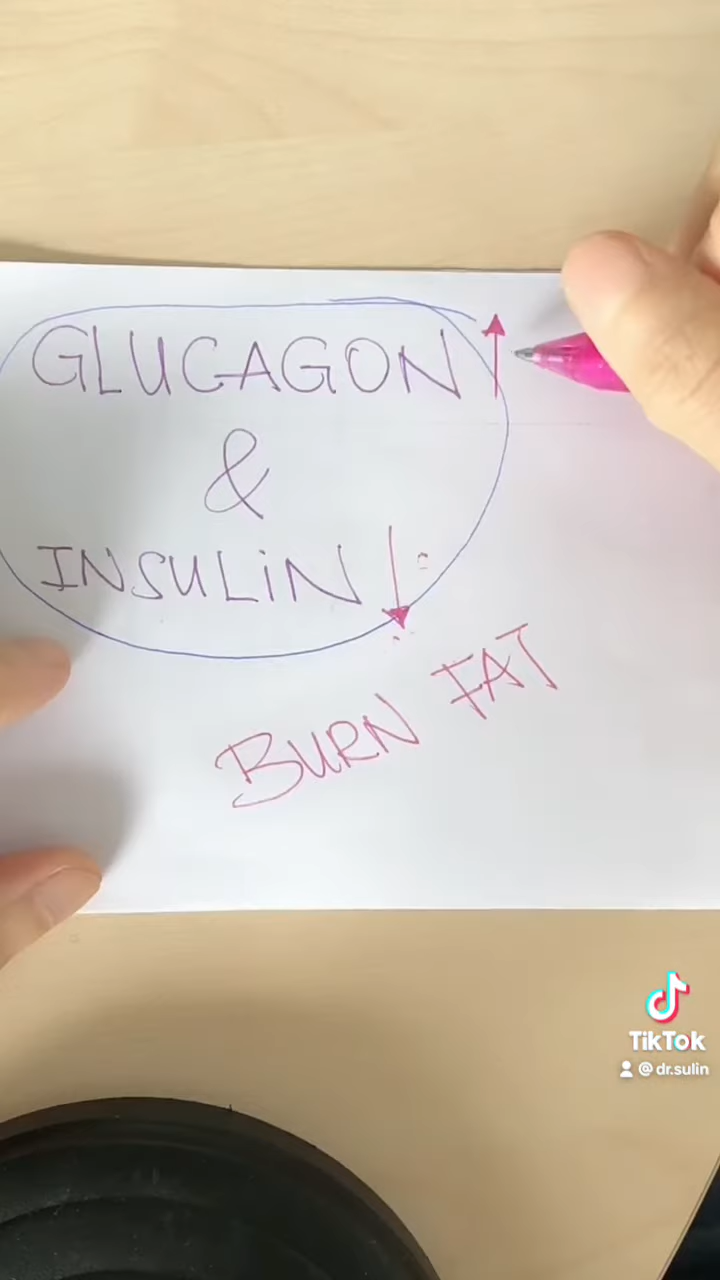 GLUCAGON ↑
&
INSULIN ↓
BURN FAT
TikTok
@dr.sulin